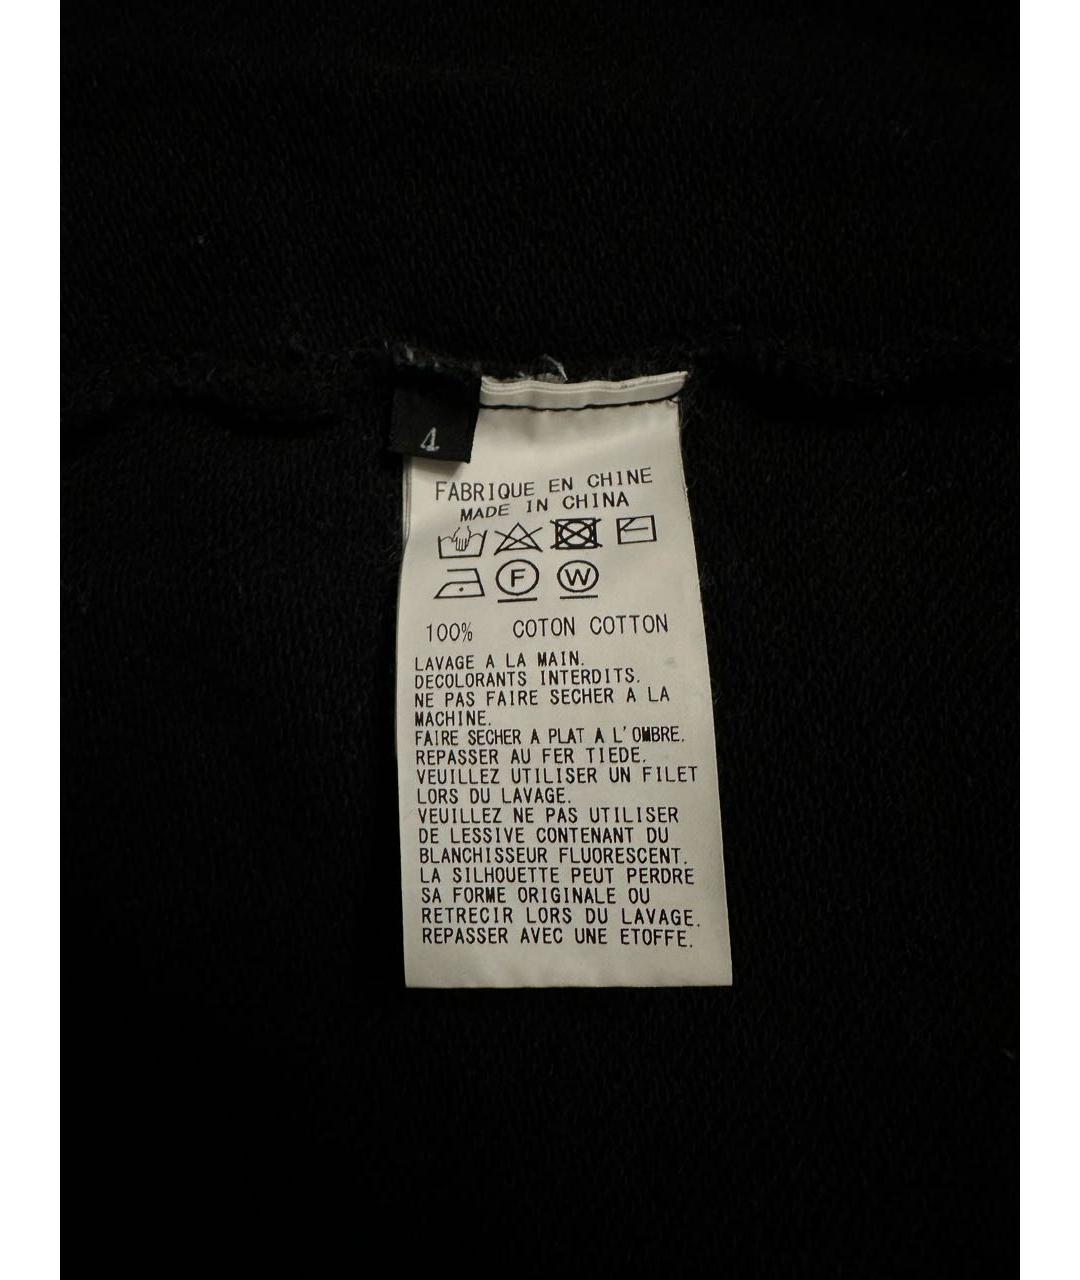 4
FABRIQUE EN CHINE
MADE IN CHINA
F W
100% COTON COTTON
LAVAGE A LA MAIN.
DECOLORANTS INTERDITS.
NE PAS FAIRE SECHER A LA
MACHINE.
FAIRE SECHER A PLAT A L'OMBRE.
REPASSER AU FER TIEDE.
VEUILLEZ UTILISER UN FILET
LORS DU LAVAGE.
VEUILLEZ NE PAS UTILISER
DE LESSIVE CONTENANT DU
BLANCHISSEUR FLUORESCENT.
LA SILHOUETTE PEUT PERDRE
SA FORME ORIGINALE OU
RETRECIR LORS DU LAVAGE.
REPASSER AVEC UNE ETOFFE.